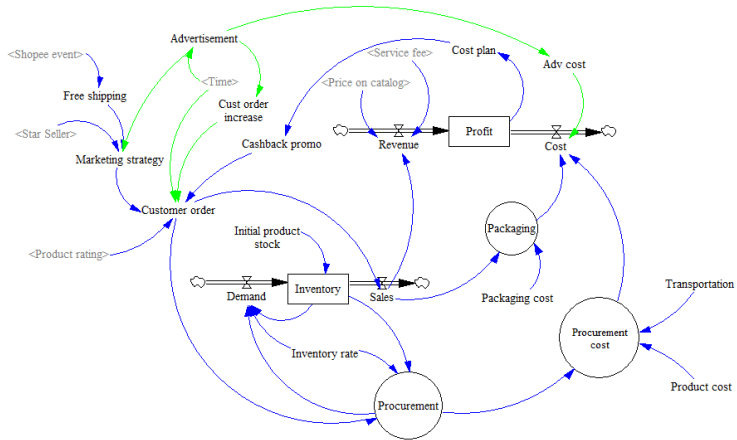 Advertisement
<Shopee event>
Cost plan
<Service fee>
Adv cost
<Time>
<Price on catalog>
Free shipping
Cust order
increase
<Star Seller>
Profit
Cashback promo
Revenue
Cost
Marketing strategy
Customer order
Packaging
Initial product
stock
<Product rating>
Transportation
Inventory
Demand
Sales
Packaging cost
Procurement
cost
Inventory rate
Product cost
Procurement